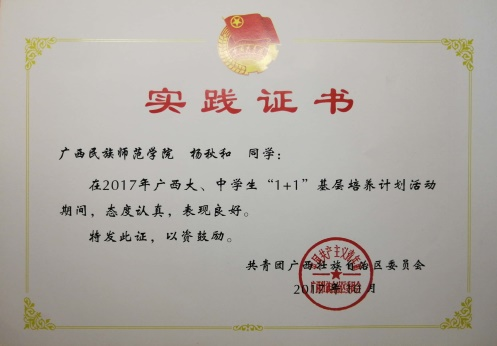 实践证书
广西民族师范学院 杨秋和 同学：
在2017年广西大、中学生“1+1”基层培养计划活动
期间，态度认真，表现良好。
特发此证，以资鼓励。
共青团广西壮族自治区委员会